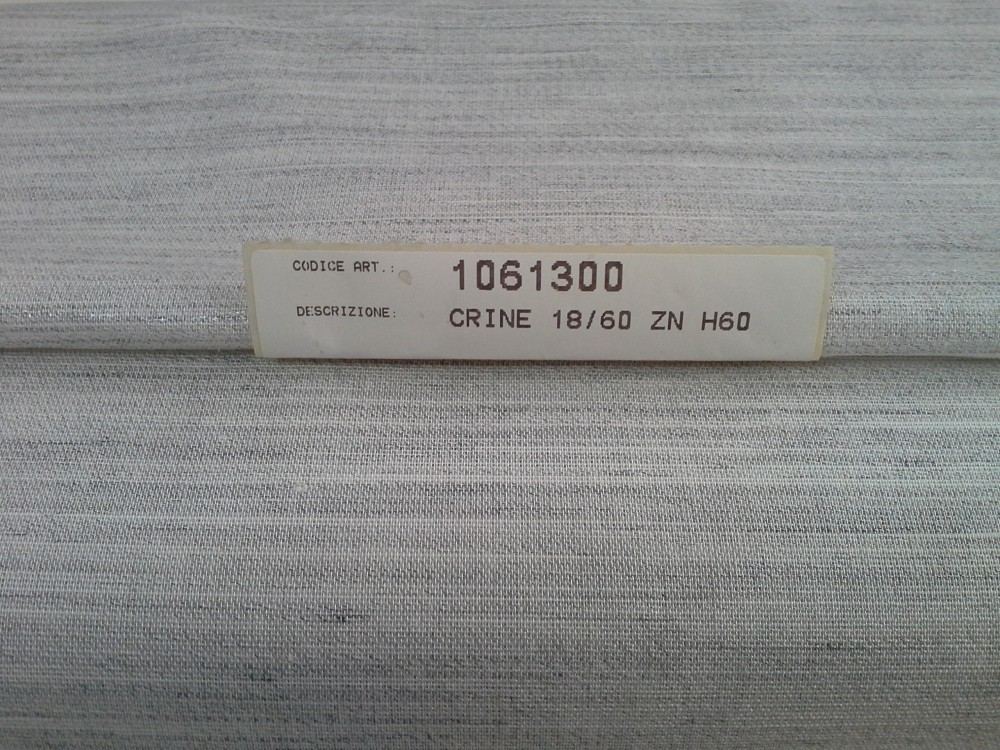 CODICE ART.: 1061300
DESCRIZIONE: CRINE 18/60 ZN H60